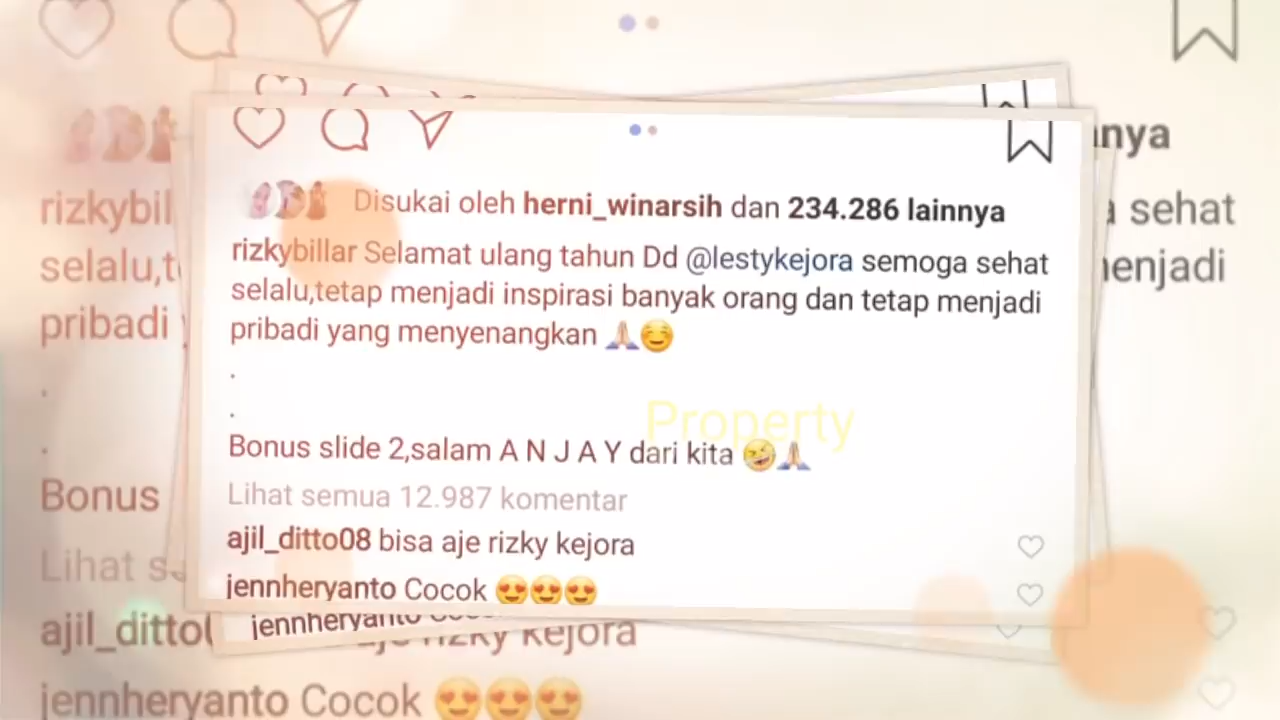 Disukai oleh herni_winarsih dan 234.286 lainnya
rizkybillar Selamat ulang tahun Dd @lestykejora semoga sehat
selalu,tetap menjadi inspirasi banyak orang dan tetap menjadi
pribadi yang menyenangkan 🙏🏻☺️
.
.
Property
Bonus slide 2,salam A N J A Y dari kita 🤣🙏🏻
Lihat semua 12.987 komentar
ajil_ditto08 bisa aje rizky kejora
jennheryanto Cocok 😍😍😍